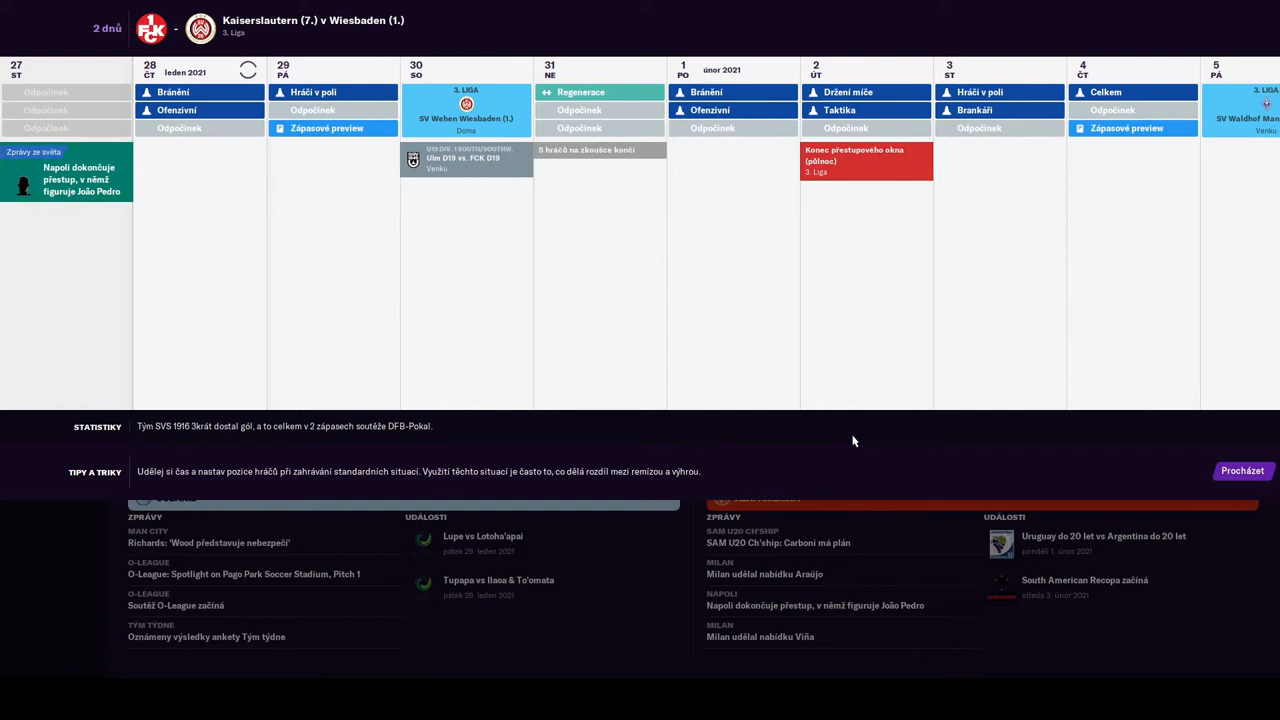 2 dnů
Kaiserslautern (7.) v Wiesbaden (1.)
3. Liga
27
ST
Odpočinek
Odpočinek
Odpočinek
Zprávy ze světa
Napoli dokončuje
přestup, v němž
figuruje João Pedro
28
ČT
leden 2021
Bránění
Ofenzivní
Odpočinek
29
PÁ
Hráči v poli
Odpočinek
Zápasové preview
30
SO
3. LIGA
SV Wehen Wiesbaden (1.)
Doma
U19 DIV. 1 SOUTH/SOUTHW.
Ulm D19 vs. FCK D19
Venku
31
NE
Regenerace
Odpočinek
Odpočinek
5 hráčů na zkoušce končí
1
PO
únor 2021
Bránění
Ofenzivní
Odpočinek
2
ÚT
Držení míče
Taktika
Odpočinek
Konec přestupového okna
(půlnoc)
3. Liga
3
ST
Hráči v poli
Brankáři
Odpočinek
4
ČT
Celkem
Odpočinek
Zápasové preview
5
PÁ
3. LIGA
SV Waldhof Man
Venku
STATISTIKY
Tým SVS 1916 3krát dostal gól, a to celkem v 2 zápasech soutěže DFB-Pokal.
TIPY A TRIKY
Udělej si čas a nastav pozice hráčů při zahrávání standardních situací. Využití těchto situací je často to, co dělá rozdíl mezi remízou a výhrou.
Procházet
ZPRÁVY
MAN CITY
Richards: 'Wood představuje nebezpečí'
O-LEAGUE
O-League: Spotlight on Pago Park Soccer Stadium, Pitch 1
O-LEAGUE
Soutěž O-League začíná
TÝM TÝDNE
Oznámeny výsledky ankety Tým týdne
UDÁLOSTI
Lupe vs Lotoha'apai
pátek 29. leden 2021
Tupapa vs Ilaoa & To'omata
pátek 29. leden 2021
ZPRÁVY
SAM U20 CH'SHIP
SAM U20 Ch'ship: Carboni má plán
MILAN
Milan udělal nabídku Araújo
NAPOLI
Napoli dokončuje přestup, v němž figuruje João Pedro
MILAN
Milan udělal nabídku Viña
UDÁLOSTI
Uruguay do 20 let vs Argentina do 20 let
pondělí 1. únor 2021
South American Recopa začíná
středa 3. únor 2021